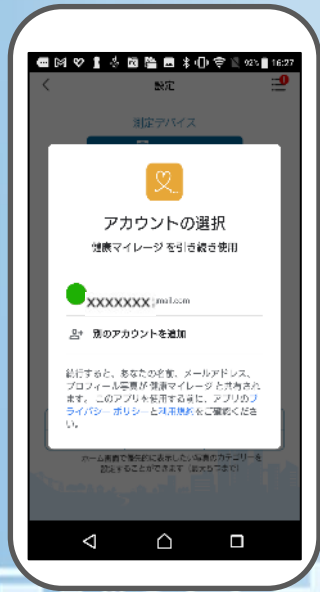 92% 16:27
設定
測定デバイス
アカウントの選択
健康マイレージ を引き続き使用
XXXXXXX mail.com
別のアカウントを追加
続行すると、あなたの名前、メールアドレス、
プロフィール写真が 健康マイレージ と共有され
ます。このアプリを使用する前に、アプリのプ
ライバシー ポリシーと利用規約をご確認くださ
い。
ホーム画面で優先的に表示したい写真のカテゴリーを
設定することができます（最大5つまで）